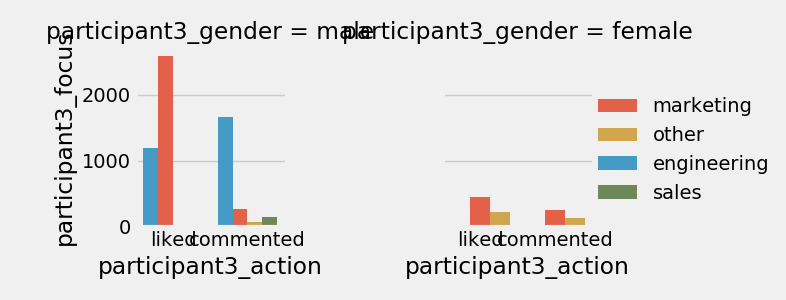 participant3_gender = male
participant3_gender = female
participant3_focus
2000
1000
0
liked
commented
participant3_action
liked
commented
participant3_action
marketing
other
engineering
sales